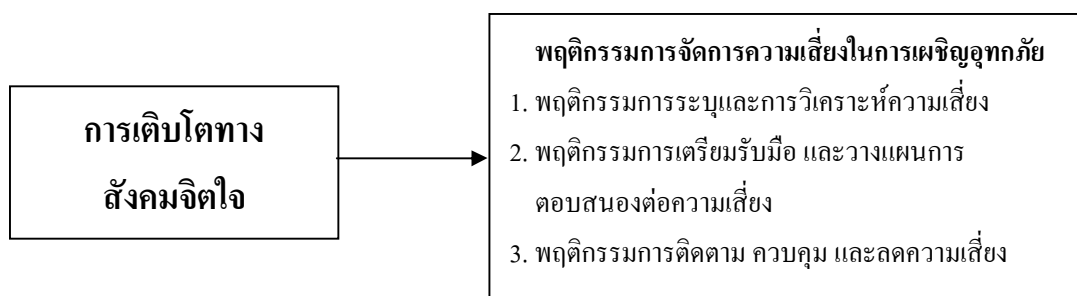 การเติบโตทาง
สังคมจิตใจ
พฤติกรรมการจัดการความเสี่ยงในการเผชิญอุทกภัย
1. พฤติกรรมการระบุและการวิเคราะห์ความเสี่ยง
2. พฤติกรรมการเตรียมรับมือ และวางแผนการ
ตอบสนองต่อความเสี่ยง
3. พฤติกรรมการติดตาม ควบคุม และลดความเสี่ยง